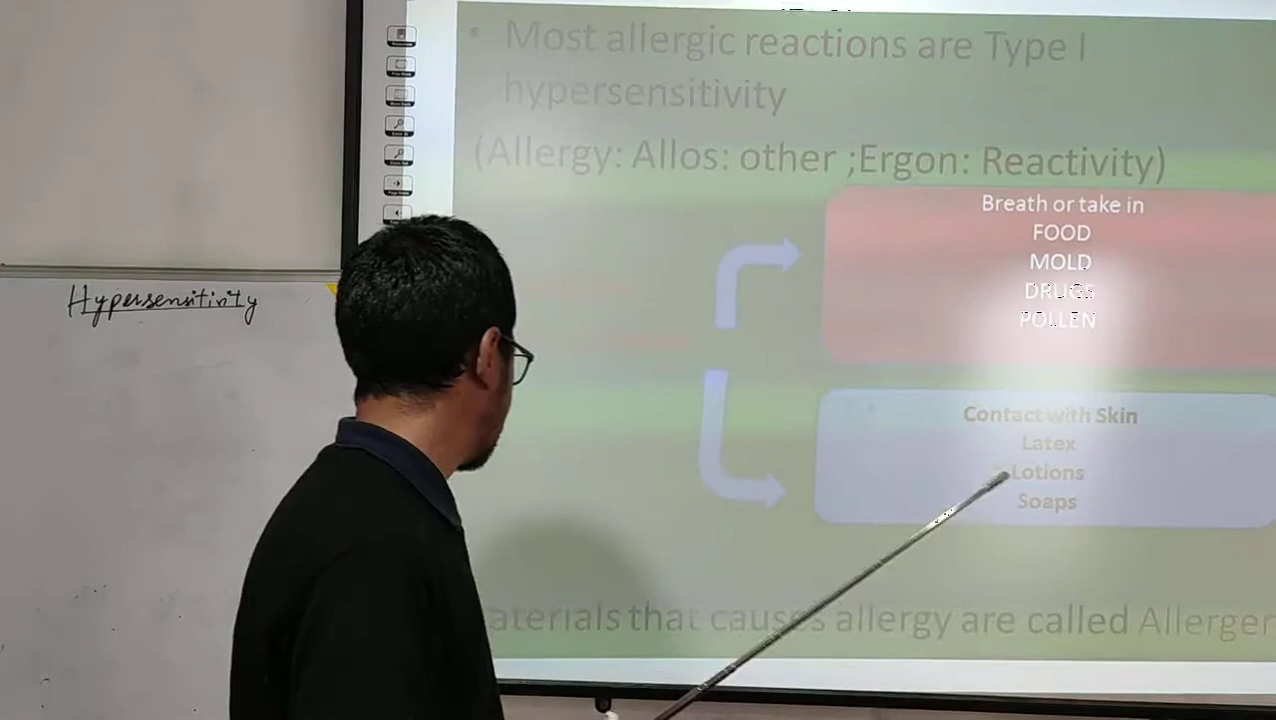 • Most allergic reactions are Type I
hypersensitivity
(Allergy: Allos: other ;Ergon: Reactivity)
Breath or take in
FOOD
MOLD
DRUGS
POLLEN
Hypersensitivity
Contact with Skin
Latex
Lotions
Soaps
aterials that causes allergy are called Allergen